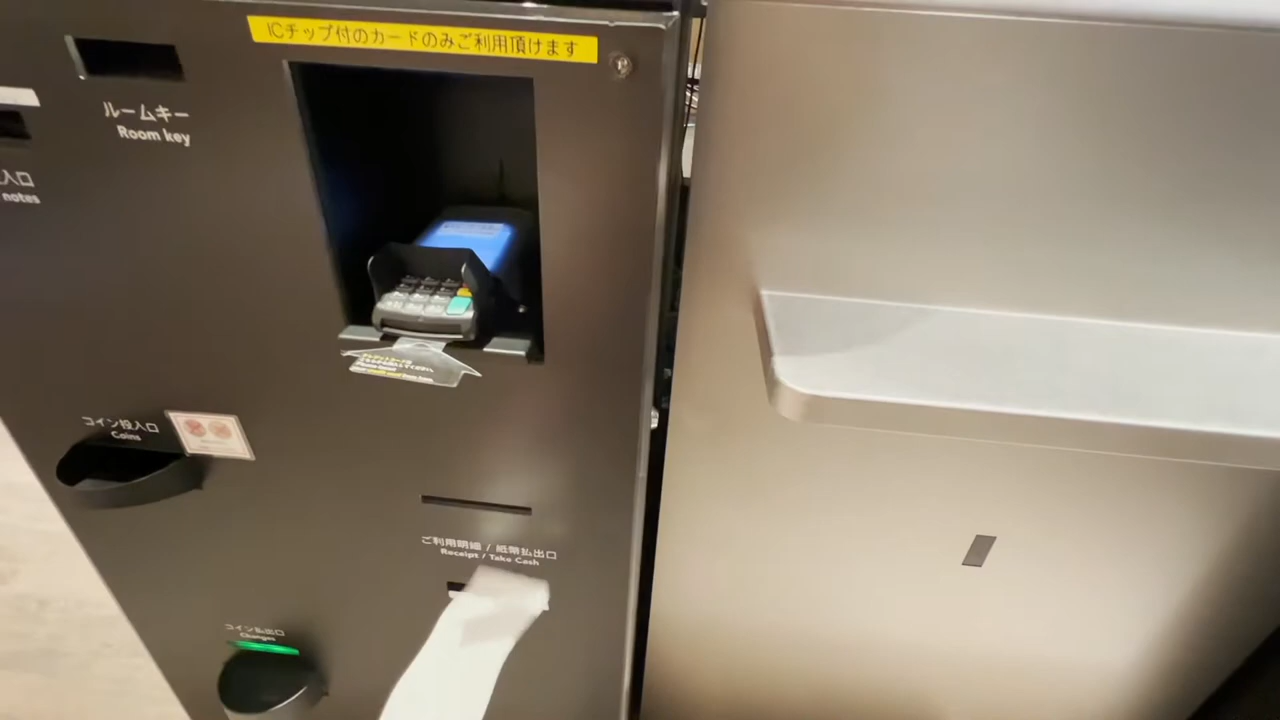 ICチップ付のカードのみご利用頂けます
ルームキー
Room key
入口
notes
コイン投入口
Coins
ご利用明細 / 紙幣払出口
Receipt / Take Cash
コイン払出口
Changes